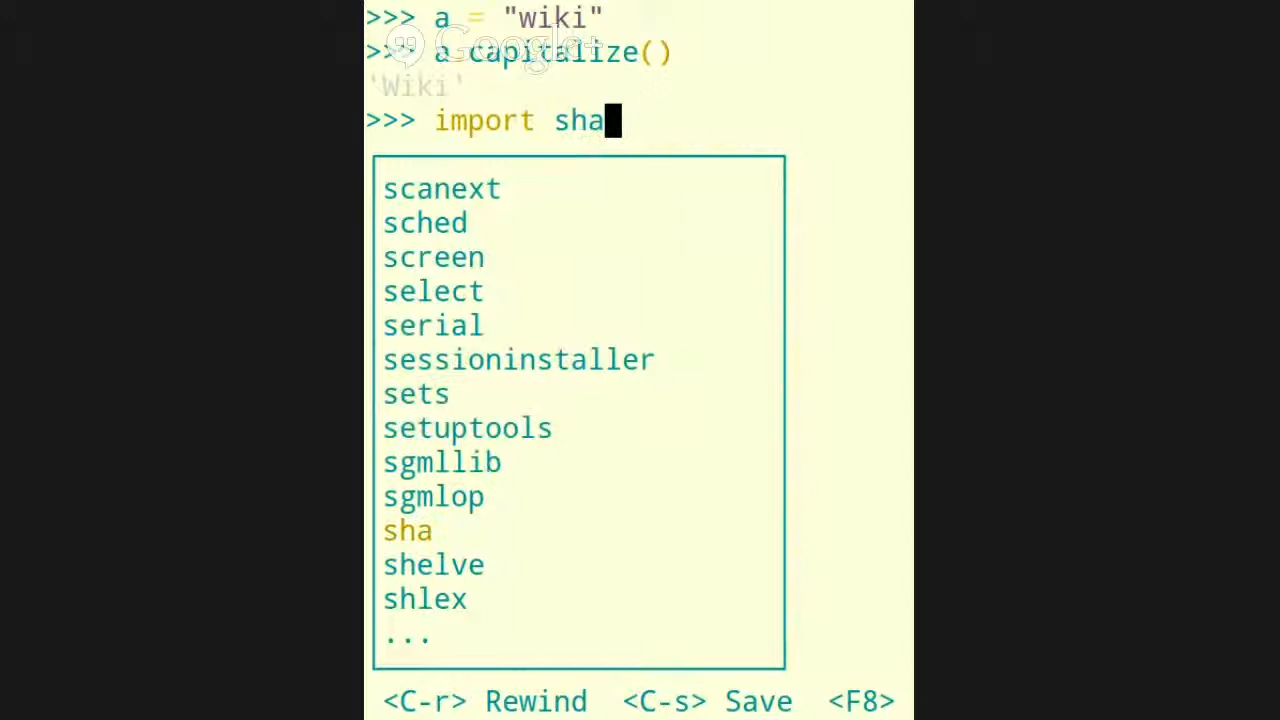 >>> a = "wiki"
Google+
>>> a capitalize()
'Wiki'
>>> import sha
scanext
sched
screen
select
serial
sessioninstaller
sets
setuptools
sgmllib
sgmlop
sha
shelve
shlex
...
<C-r> Rewind <C-s> Save <F8>